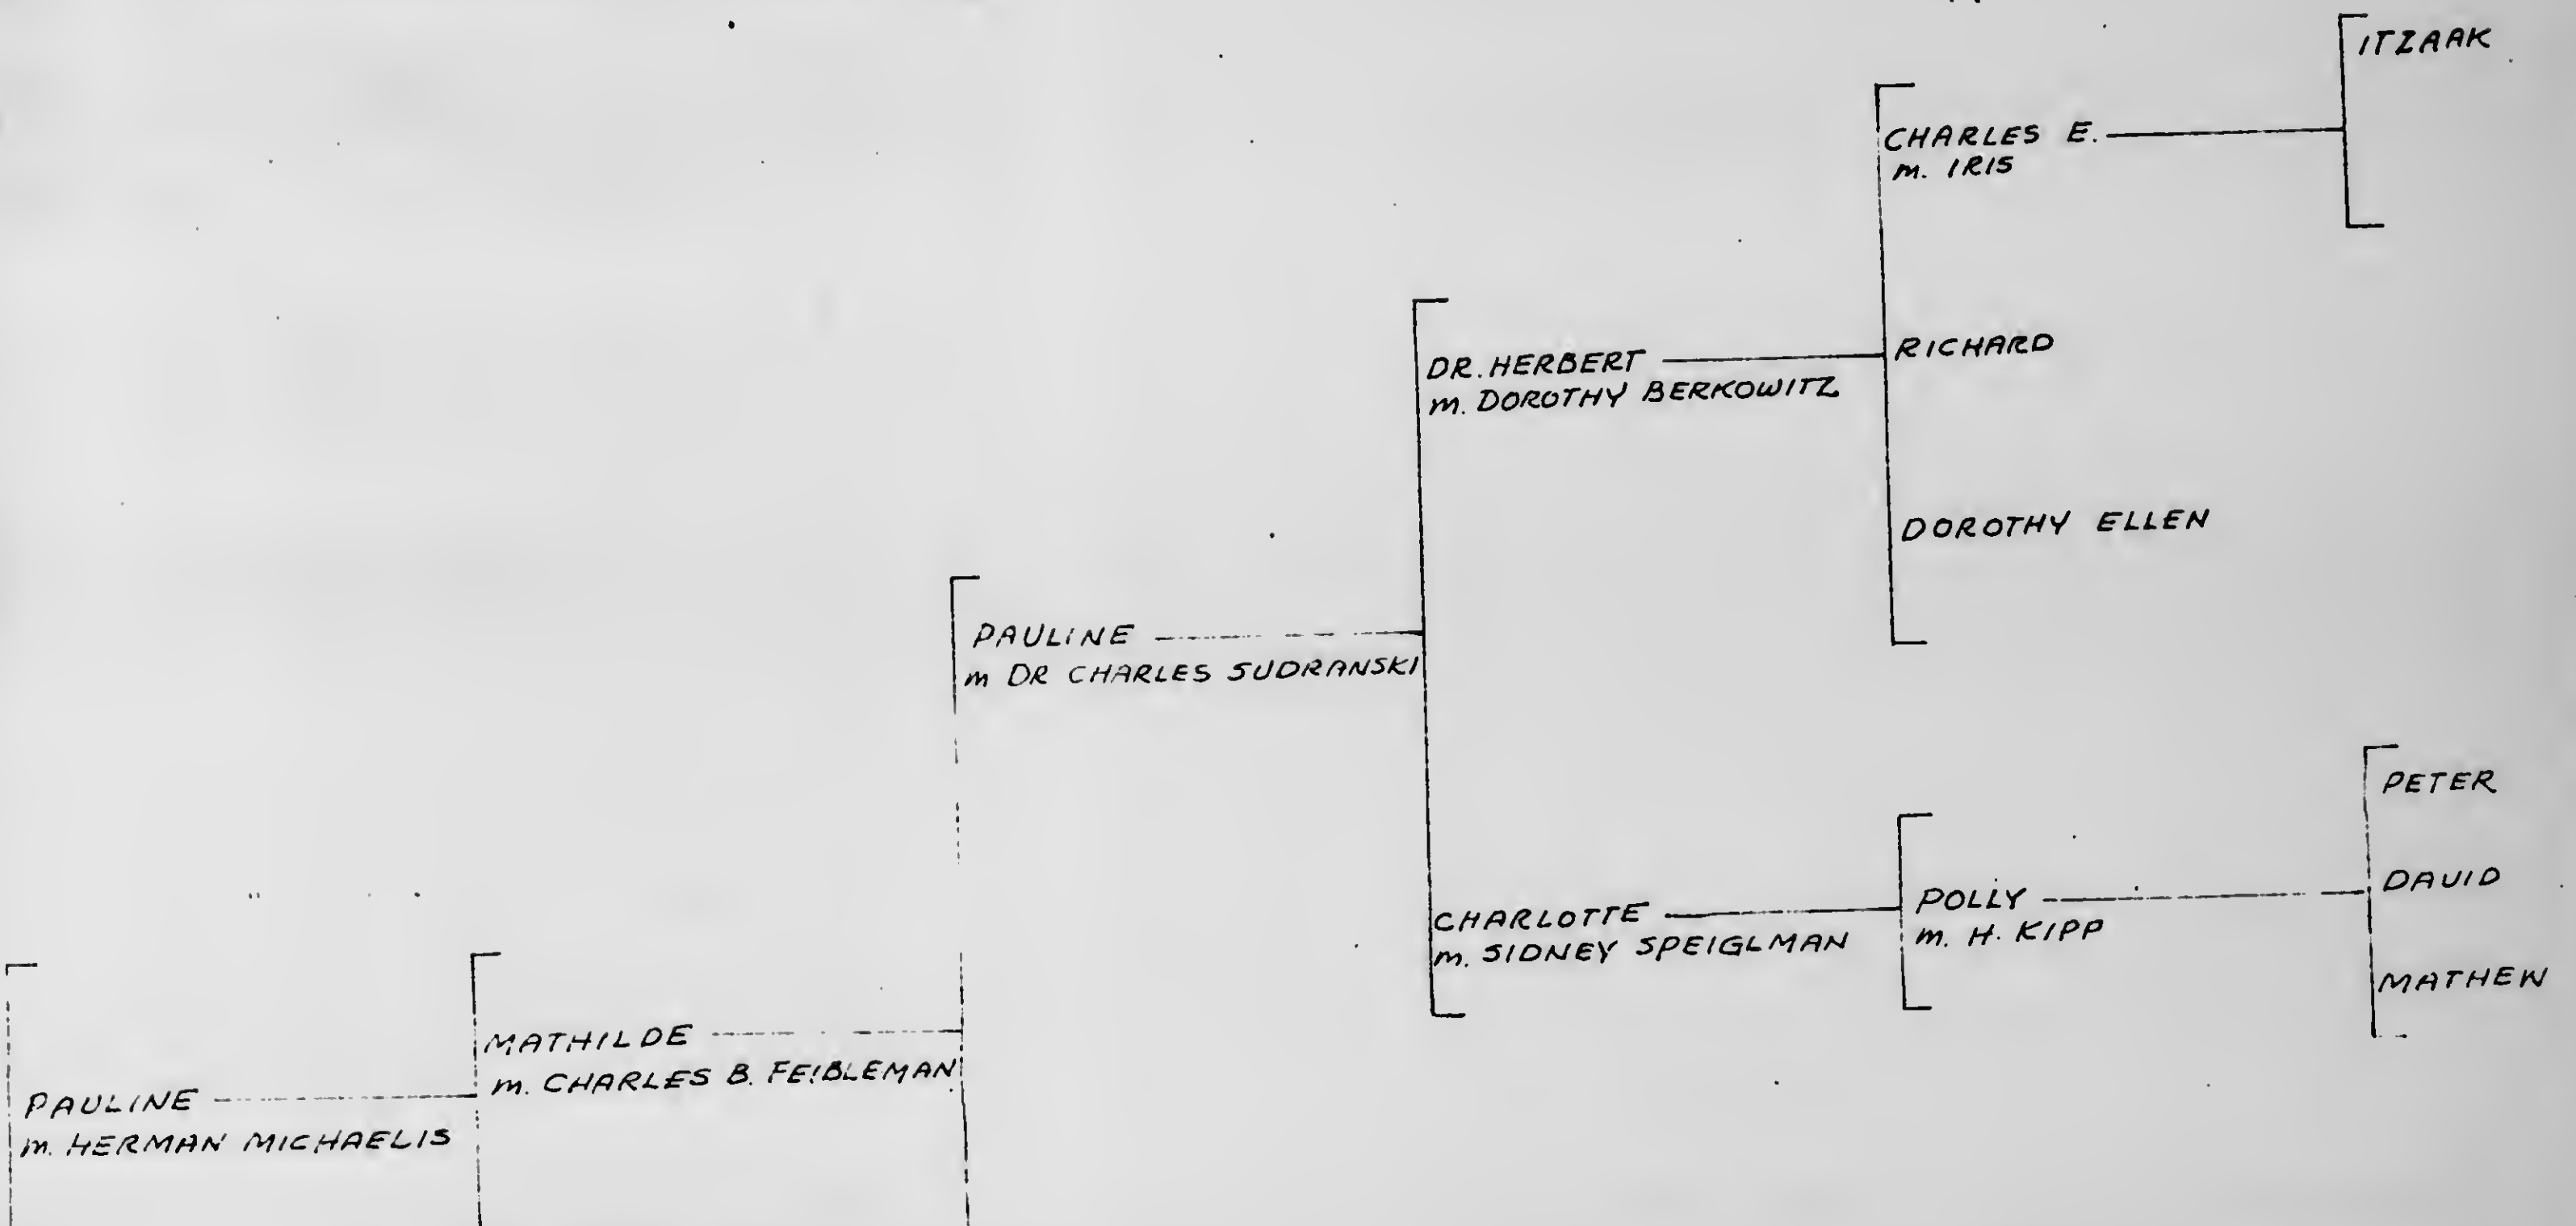 ITZAAK
CHARLES E.
m. IRIS
RICHARD
DR. HERBERT
m. DOROTHY BERKOWITZ
DOROTHY ELLEN
PAULINE
m DR CHARLES SUDRANSKI
PETER
DAVID
POLLY
m. H. KIPP
CHARLOTTE
m. SIDNEY SPEIGLMAN
MATHEW
MATHILDE
m. CHARLES B. FEIBLEMAN
PAULINE
m. HERMAN MICHAELIS